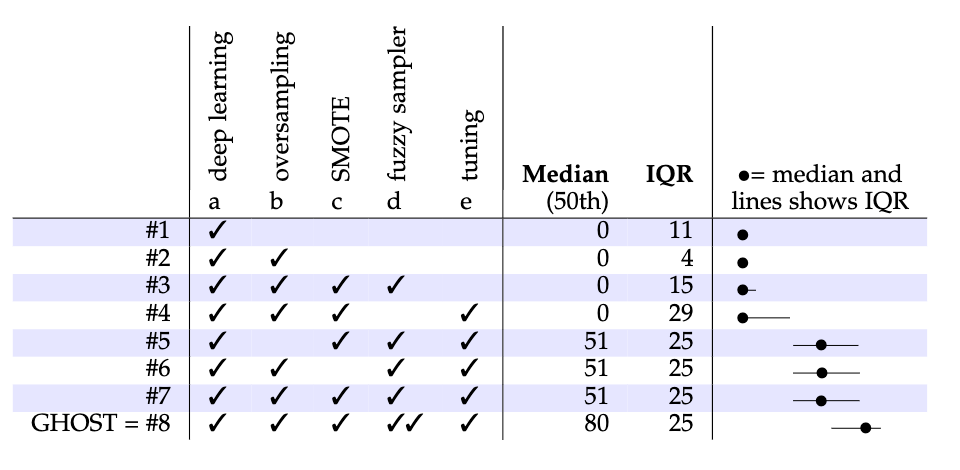 deep learning
oversampling
SMOTE
fuzzy sampler
tuning
Median IQR ●= median and
a b c d e (50th) lines shows IQR
#1 ✓ 0 11
#2 ✓ ✓ 0 4
#3 ✓ ✓ ✓ ✓ 0 15
#4 ✓ ✓ ✓ ✓ 0 29
#5 ✓ ✓ ✓ ✓ 51 25
#6 ✓ ✓ ✓ ✓ 51 25
#7 ✓ ✓ ✓ ✓ ✓ 51 25
GHOST = #8 ✓ ✓ ✓ ✓✓ ✓ 80 25